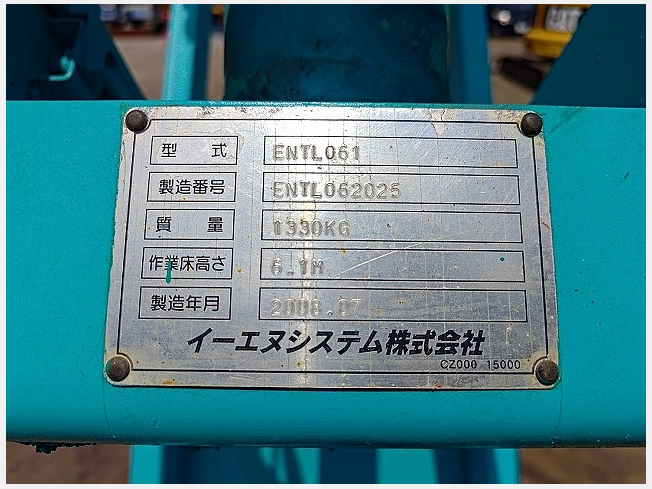 型式 ENTL061
製造番号 ENTL062025
質量 1330KG
作業床高さ 6.1M
製造年月 2008.07
イーエヌシステム株式会社
CZ000 15000